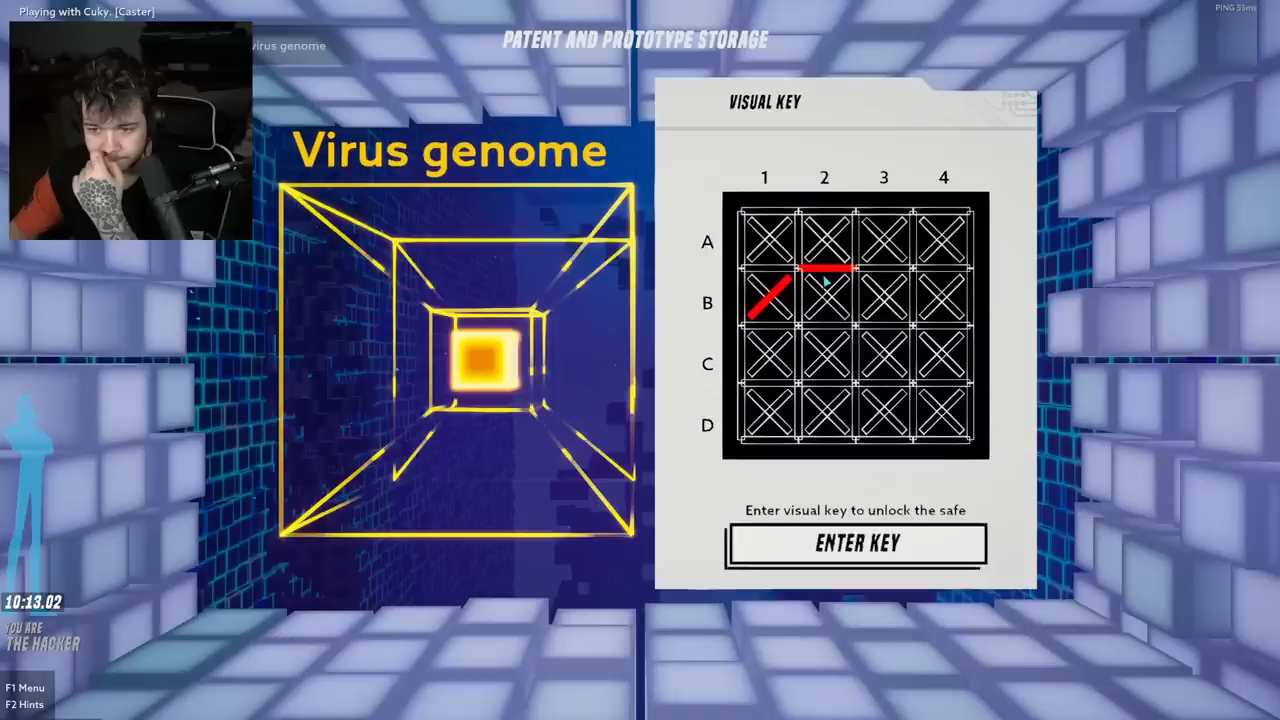 Playing with Cuky. [Caster]
PING 53ms
virus genome
PATENT AND PROTOTYPE STORAGE
VISUAL KEY
Virus genome
1 2 3 4
A
B
C
D
Enter visual key to unlock the safe
ENTER KEY
10:13.02
YOU ARE
THE HACKER
F1 Menu
F2 Hints